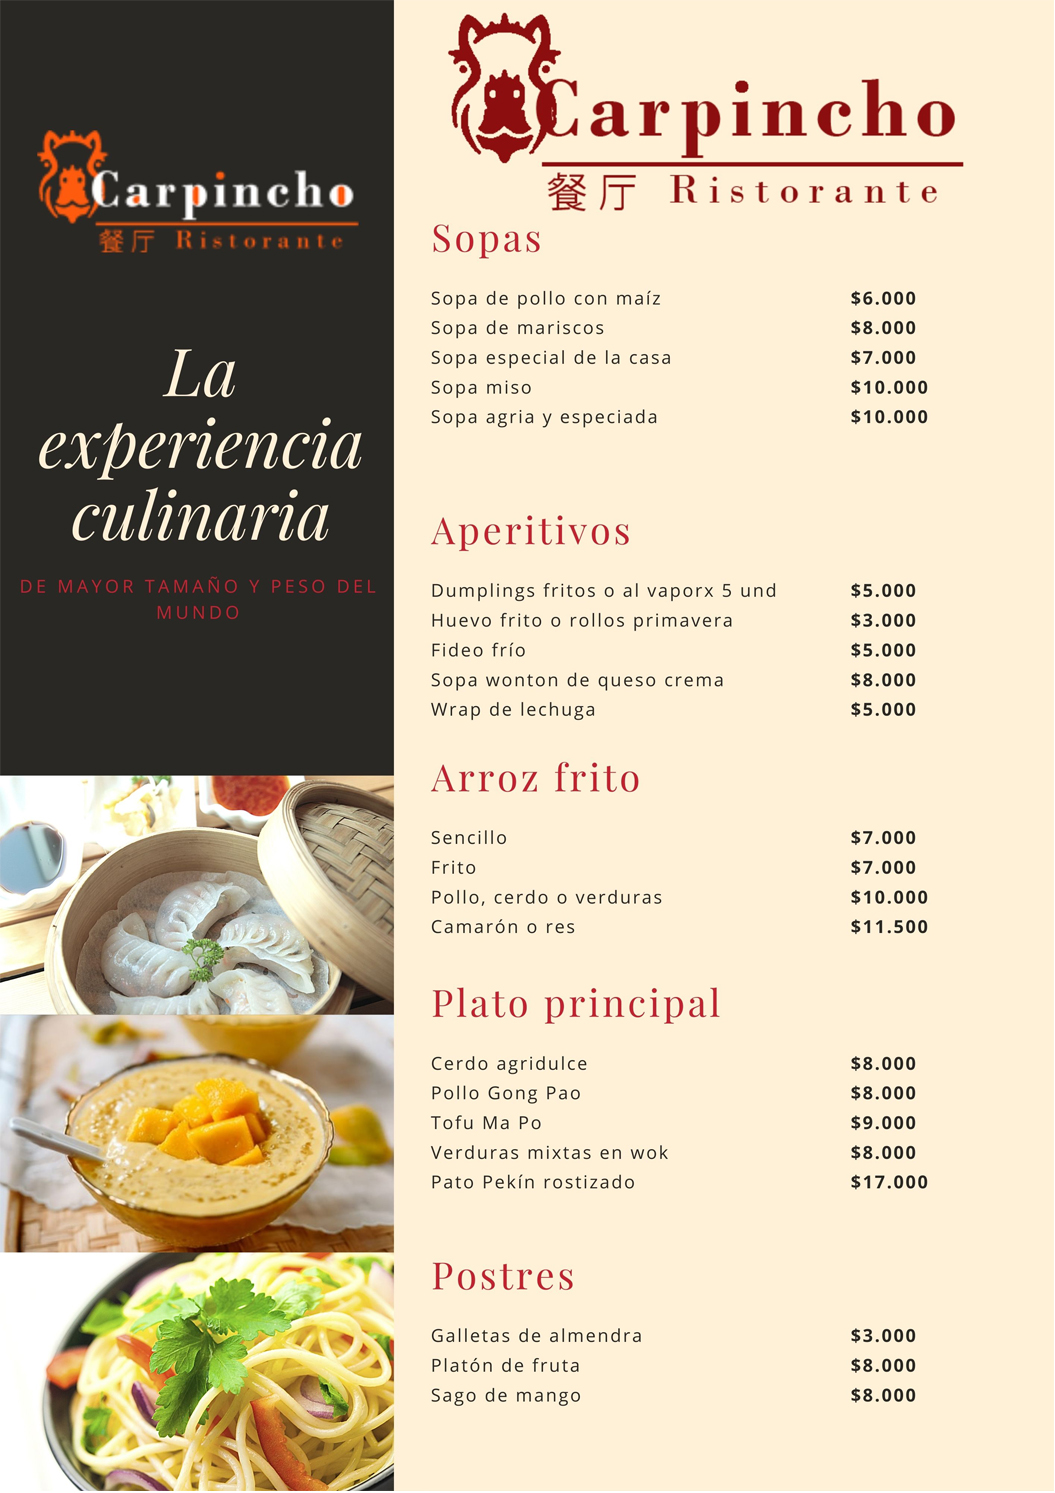 Carpincho
餐厅 Ristorante
La
experiencia
culinaria
DE MAYOR TAMAÑO Y PESO DEL
MUNDO
Carpincho
餐厅 Ristorante
Sopas
Sopa de pollo con maíz $6.000
Sopa de mariscos $8.000
Sopa especial de la casa $7.000
Sopa miso $10.000
Sopa agria y especiada $10.000
Aperitivos
Dumplings fritos o al vaporx 5 und $5.000
Huevo frito o rollos primavera $3.000
Fideo frío $5.000
Sopa wonton de queso crema $8.000
Wrap de lechuga $5.000
Arroz frito
Sencillo $7.000
Frito $7.000
Pollo, cerdo o verduras $10.000
Camarón o res $11.500
Plato principal
Cerdo agridulce $8.000
Pollo Gong Pao $8.000
Tofu Ma Po $9.000
Verduras mixtas en wok $8.000
Pato Pekín rostizado $17.000
Postres
Galletas de almendra $3.000
Platón de fruta $8.000
Sago de mango $8.000